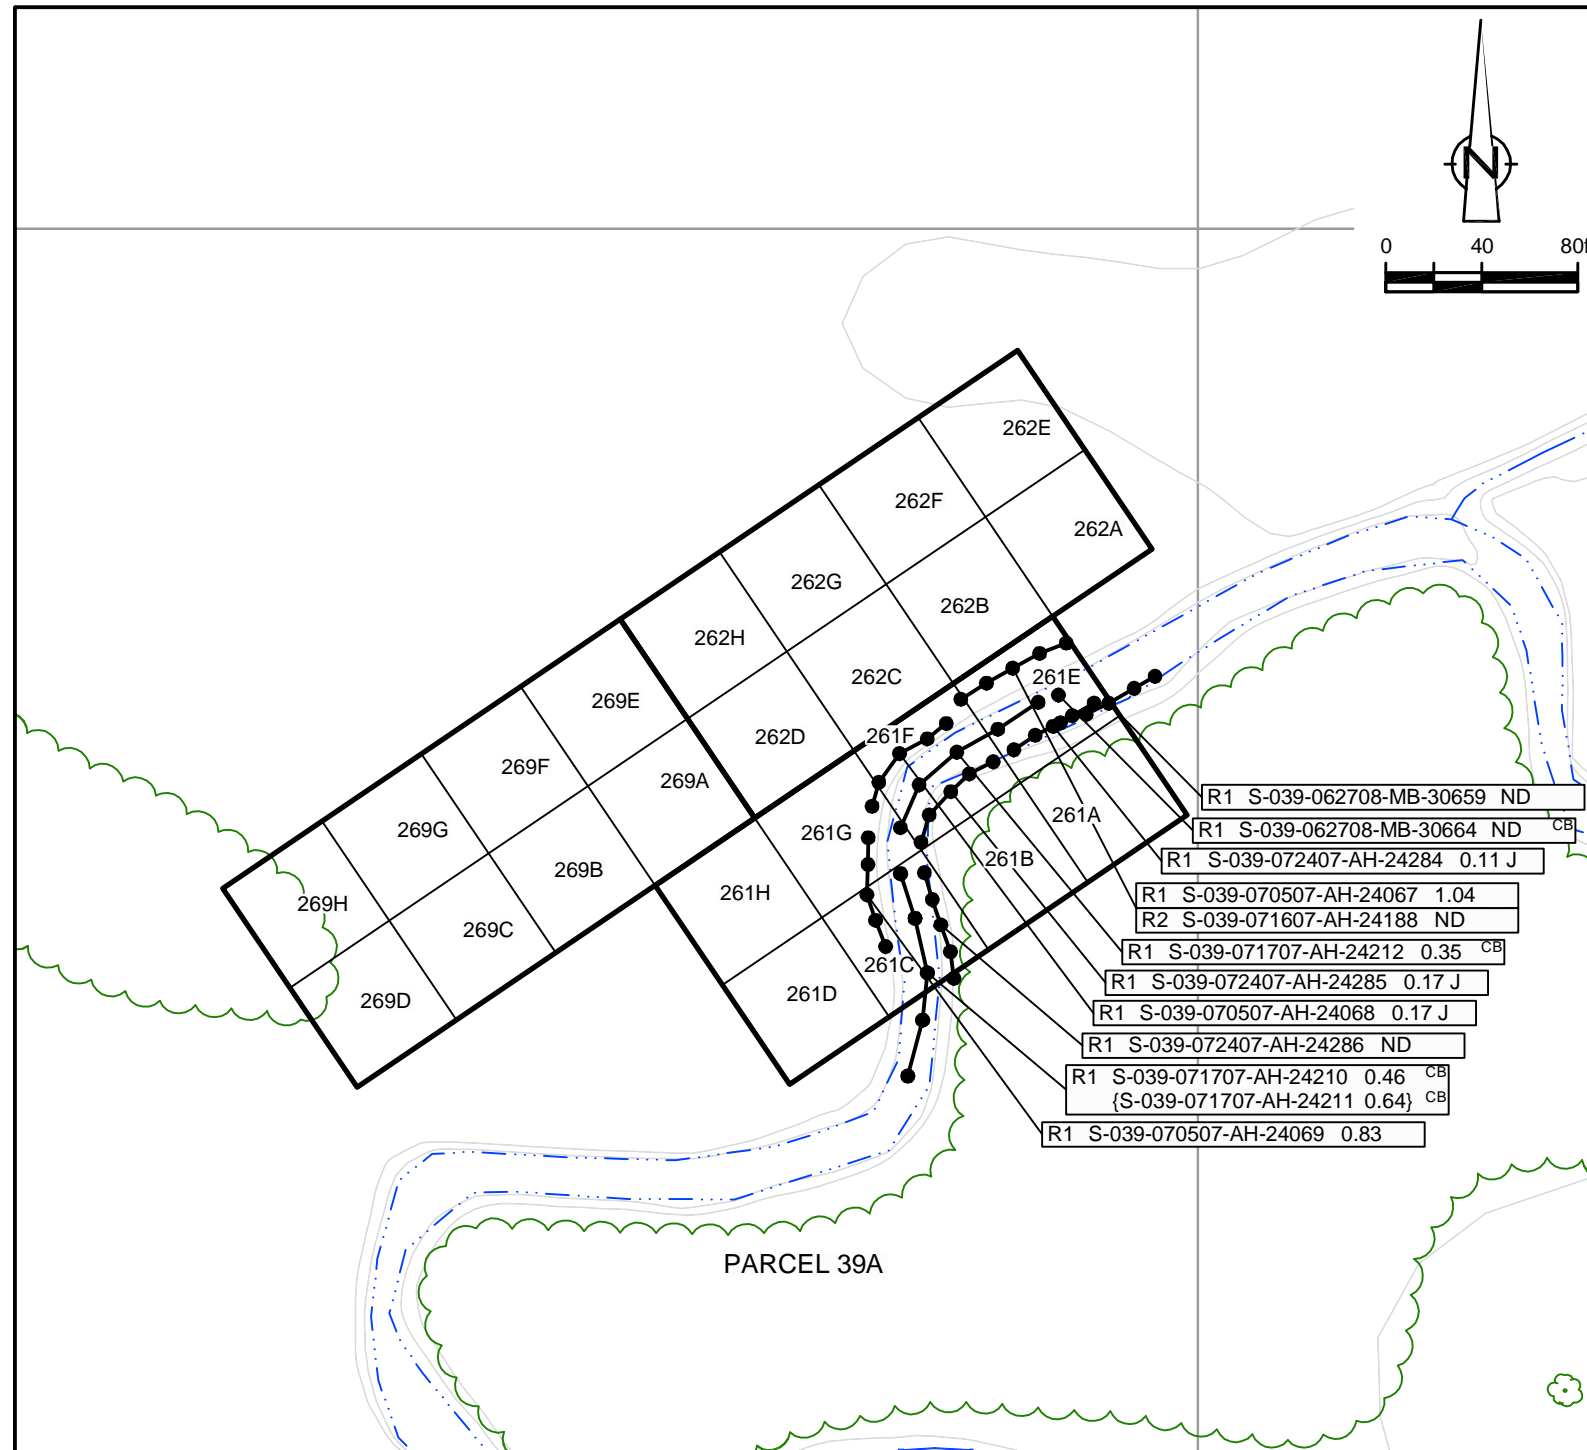 N
0 40 80f
262E
262F
262A
262G
262B
262H
262C
261E
269E
262D
261F
269F
269A
269G
261G
261A
269B
261B
261H
269H
269C
261C
269D
261D
R1 S-039-062708-MB-30659 ND
R1 S-039-062708-MB-30664 ND CB
R1 S-039-072407-AH-24284 0.11 J
R1 S-039-070507-AH-24067 1.04
R2 S-039-071607-AH-24188 ND
R1 S-039-071707-AH-24212 0.35 CB
R1 S-039-072407-AH-24285 0.17 J
R1 S-039-070507-AH-24068 0.17 J
R1 S-039-072407-AH-24286 ND
R1 S-039-071707-AH-24210 0.46 CB
{S-039-071707-AH-24211 0.64} CB
R1 S-039-070507-AH-24069 0.83
PARCEL 39A